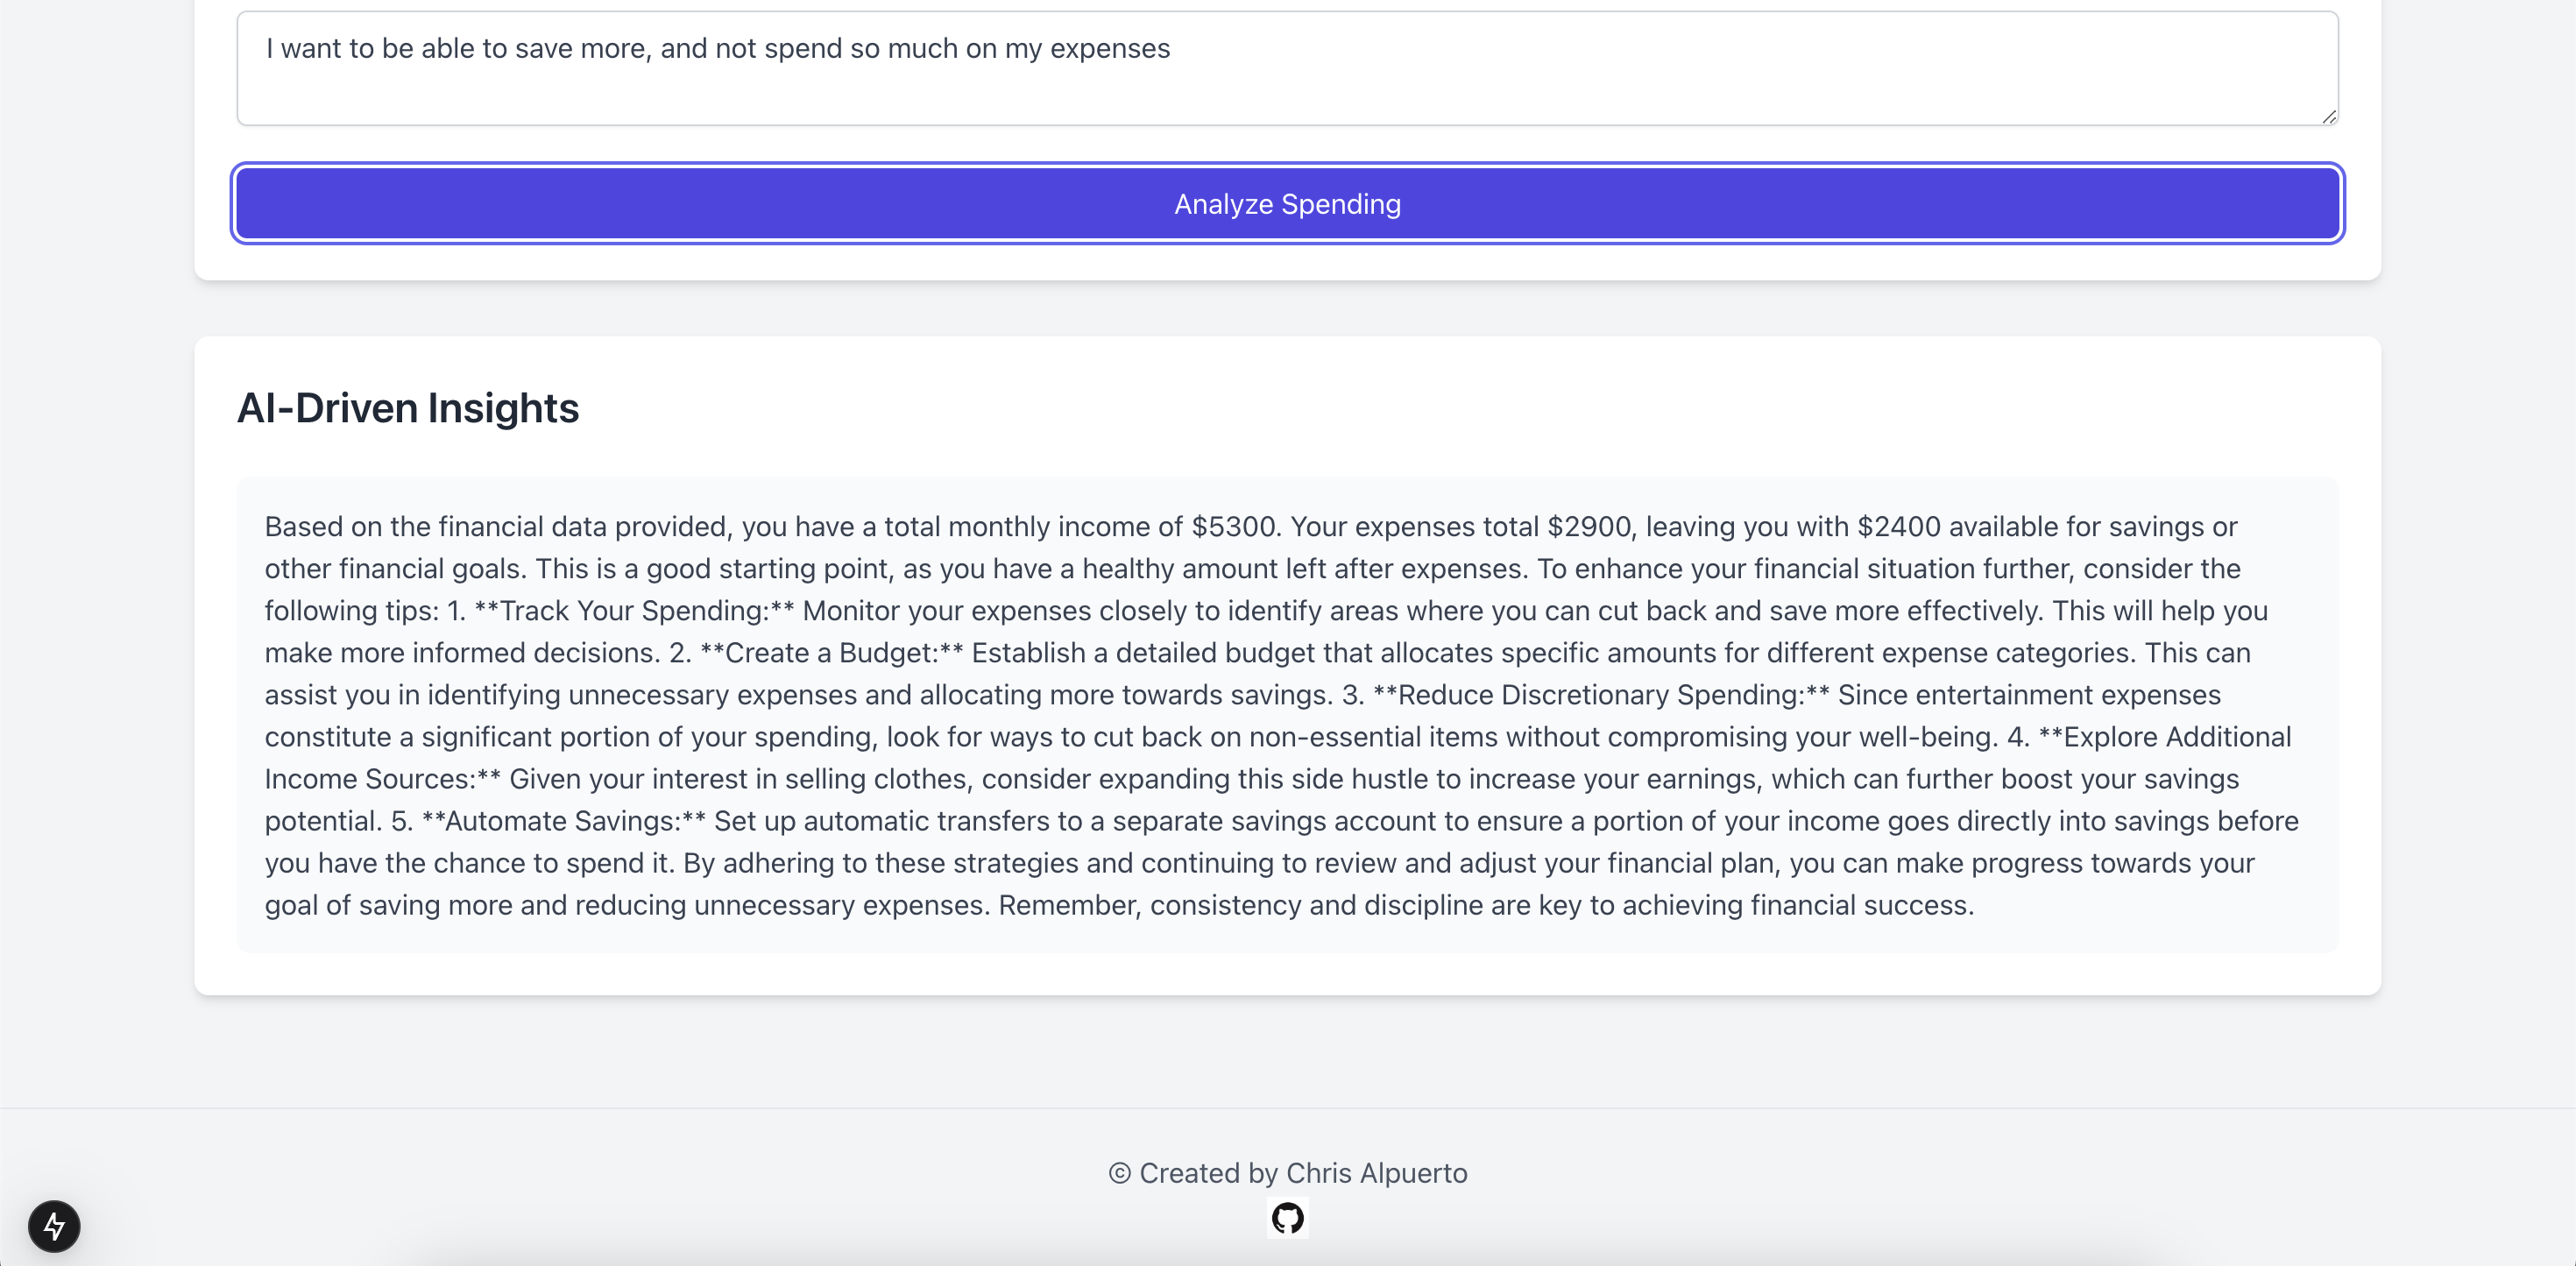 I want to be able to save more, and not spend so much on my expenses
Analyze Spending
AI-Driven Insights
Based on the financial data provided, you have a total monthly income of $5300. Your expenses total $2900, leaving you with $2400 available for savings or
other financial goals. This is a good starting point, as you have a healthy amount left after expenses. To enhance your financial situation further, consider the
following tips: 1. **Track Your Spending:** Monitor your expenses closely to identify areas where you can cut back and save more effectively. This will help you
make more informed decisions. 2. **Create a Budget:** Establish a detailed budget that allocates specific amounts for different expense categories. This can
assist you in identifying unnecessary expenses and allocating more towards savings. 3. **Reduce Discretionary Spending:** Since entertainment expenses
constitute a significant portion of your spending, look for ways to cut back on non-essential items without compromising your well-being. 4. **Explore Additional
Income Sources:** Given your interest in selling clothes, consider expanding this side hustle to increase your earnings, which can further boost your savings
potential. 5. **Automate Savings:** Set up automatic transfers to a separate savings account to ensure a portion of your income goes directly into savings before
you have the chance to spend it. By adhering to these strategies and continuing to review and adjust your financial plan, you can make progress towards your
goal of saving more and reducing unnecessary expenses. Remember, consistency and discipline are key to achieving financial success.
© Created by Chris Alpuerto